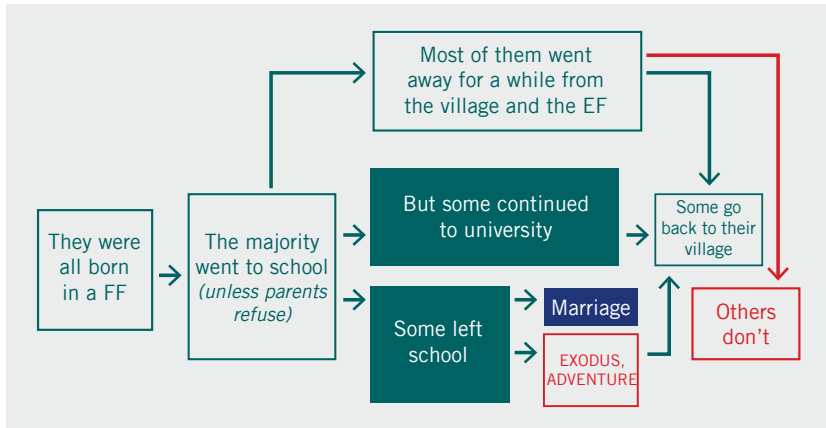 Most of them went
away for a while from
the village and the EF
They were
all born
in a FF
The majority
went to school
(unless parents
refuse)
But some continued
to university
Some go
back to their
village
Some left
school
Marriage
EXODUS,
ADVENTURE
Others
don't